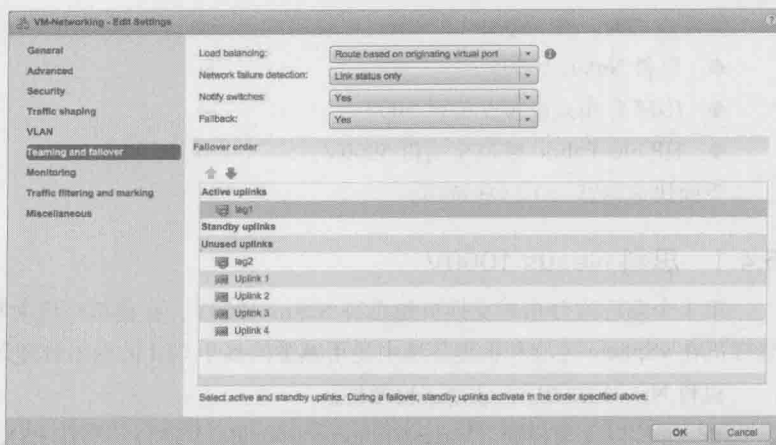 VM-Networking - Edit Settings
?
General
Advanced
Security
Traffic shaping
VLAN
Teaming and failover
Monitoring
Traffic filtering and marking
Miscellaneous
Load balancing: Route based on originating virtual port
Network failure detection: Link status only
Notify switches: Yes
Failback: Yes
Failover order
Active uplinks
lag1
Standby uplinks
Unused uplinks
lag2
Uplink 1
Uplink 2
Uplink 3
Uplink 4
Select active and standby uplinks. During a failover, standby uplinks activate in the order specified above.
OK Cancel